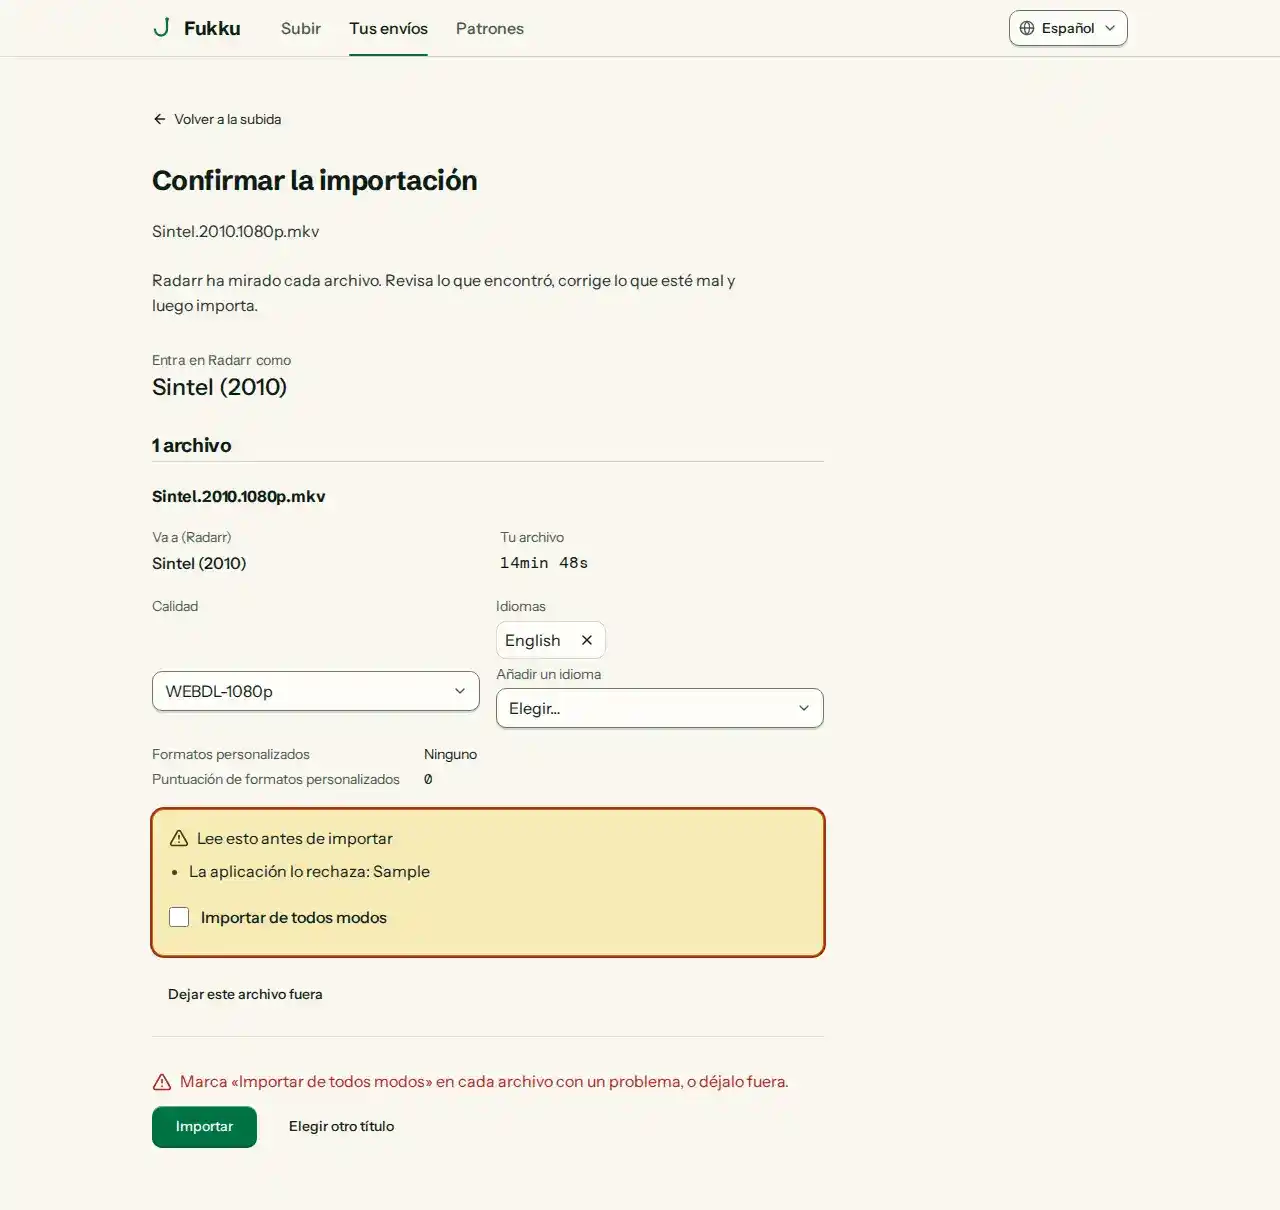 Fukku
Subir
Tus envíos
Patrones
Español
Volver a la subida
Confirmar la importación
Sintel.2010.1080p.mkv
Radarr ha mirado cada archivo. Revisa lo que encontró, corrige lo que esté mal y
luego importa.
Entra en Radarr como
Sintel (2010)
1 archivo
Sintel.2010.1080p.mkv
Va a (Radarr)
Sintel (2010)
Tu archivo
14min 48s
Calidad
WEBDL-1080p
Idiomas
English
Añadir un idioma
Elegir...
Formatos personalizados Ninguno
Puntuación de formatos personalizados 0
Lee esto antes de importar
• La aplicación lo rechaza: Sample
Importar de todos modos
Dejar este archivo fuera
Marca «Importar de todos modos» en cada archivo con un problema, o déjalo fuera.
Importar
Elegir otro título